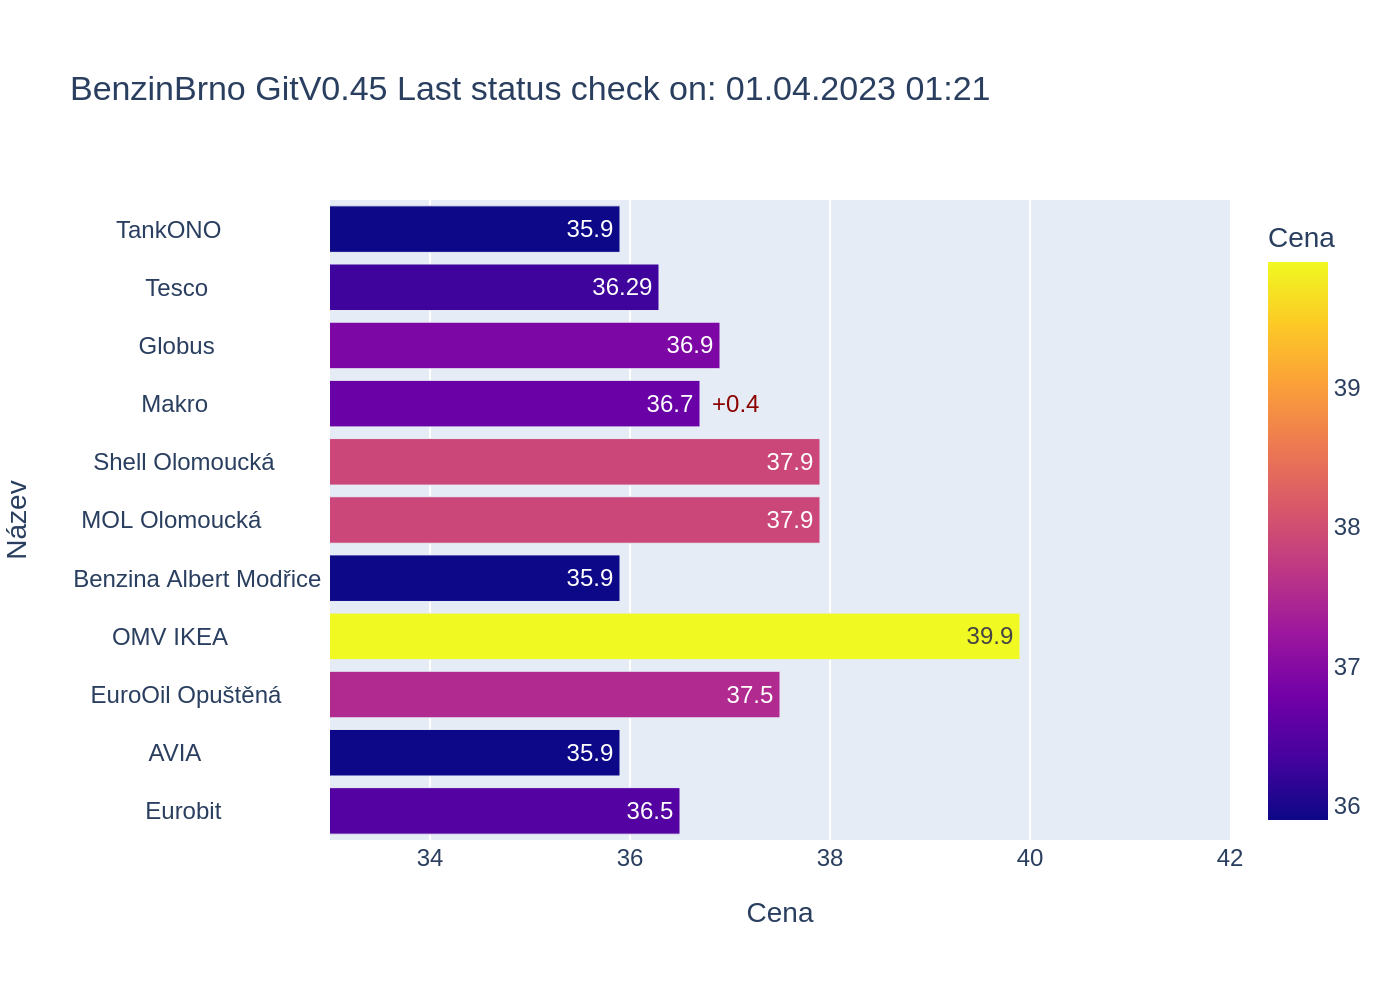 BenzinBrno GitV0.45 Last status check on: 01.04.2023 01:21
Cena
TankONO 35.9
Tesco 36.29
Globus 36.9
Makro 36.7 +0.4
Shell Olomoucká 37.9
MOL Olomoucká 37.9
Benzina Albert Modřice 35.9
OMV IKEA 39.9
EuroOil Opuštěná 37.5
AVIA 35.9
Eurobit 36.5
Název
39
38
37
36
34 36 38 40 42
Cena